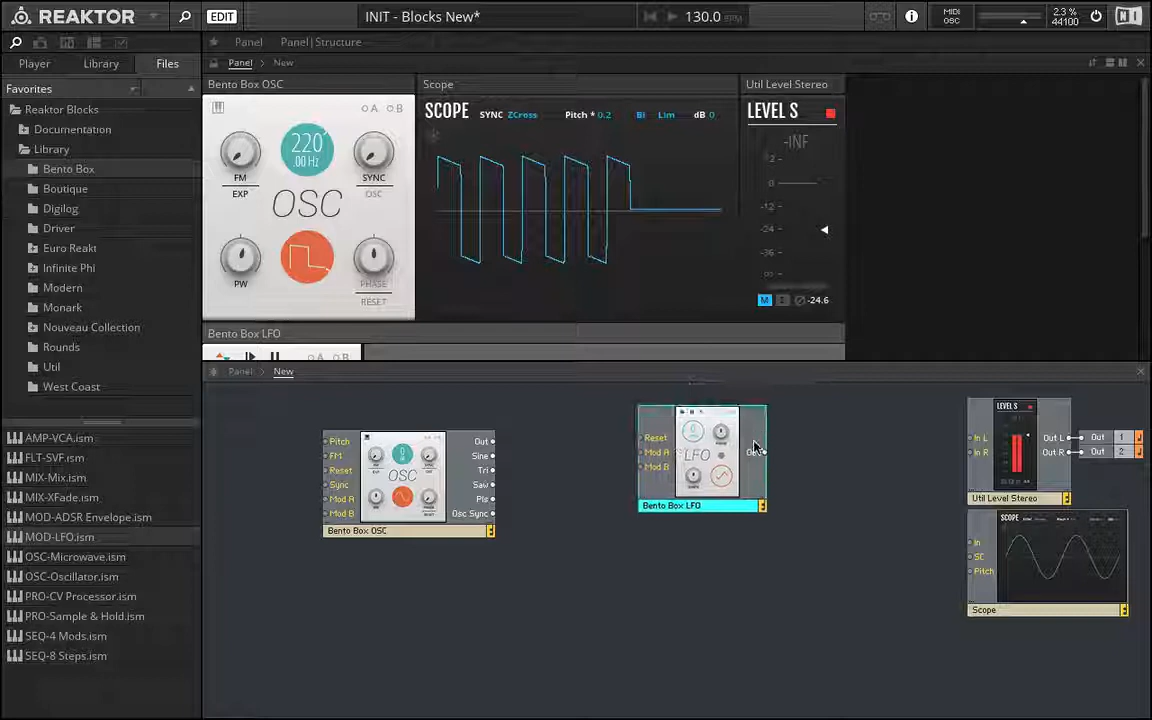 REAKTOR
EDIT
INIT - Blocks New*
130.0 BPM
MIDI
OSC
2.3 %
44100
Player
Library
Files
Panel
Panel|Structure
Panel
New
Favorites
Reaktor Blocks
Documentation
Library
Bento Box
Boutique
Digilog
Driver
Euro Reakt
Infinite Phi
Modern
Monark
Nouveau Collection
Rounds
Util
West Coast
AMP-VCA.ism
FLT-SVF.ism
MIX-Mix.ism
MIX-XFade.ism
MOD-ADSR Envelope.ism
MOD-LFO.ism
OSC-Microwave.ism
OSC-Oscillator.ism
PRO-CV Processor.ism
PRO-Sample & Hold.ism
SEQ-4 Mods.ism
SEQ-8 Steps.ism
Bento Box OSC
A B
220
.00 Hz
FM
EXP
SYNC
OSC
OSC
PW
PHASE
RESET
Scope
SCOPE
SYNC ZCross
Pitch * 0.2
Bi Lim dB 0
Util Level Stereo
LEVEL S
-INF
12
0
-12
-24
-36
M
-24.6
Bento Box LFO
A B
Panel
New
Pitch
FM
Reset
Sync
Mod A
Mod B
OSC
Out
Sine
Tri
Saw
Pls
Osc Sync
Bento Box OSC
Reset
Mod A
Mod B
LFO
Bento Box LFO
LEVEL S
In L
In R
Out L
Out R
Out 1
Out 2
Util Level Stereo
SCOPE
In
SC
Pitch
Scope